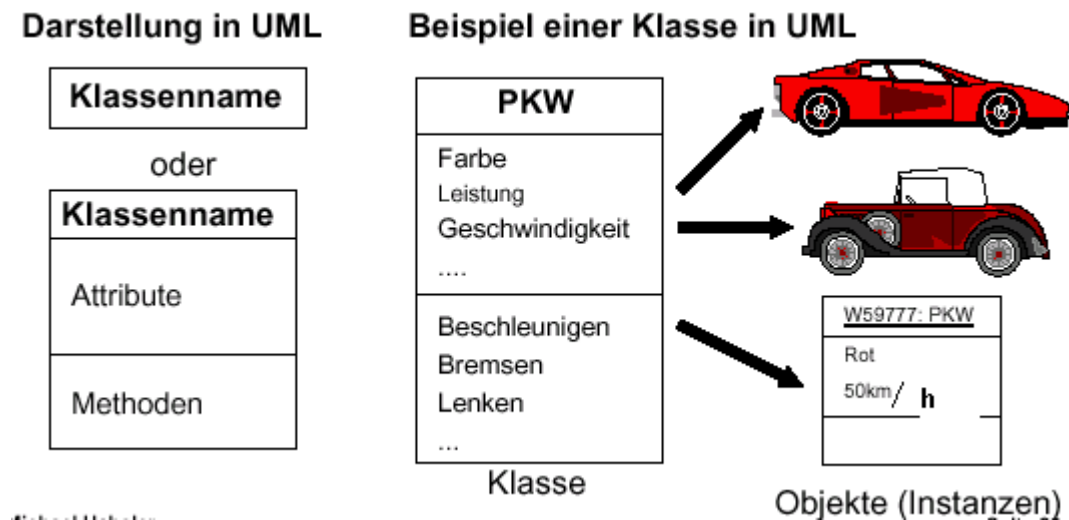 Darstellung in UML
Klassenname
oder
Klassenname
Attribute
Methoden
Beispiel einer Klasse in UML
PKW
Farbe
Leistung
Geschwindigkeit
....
Beschleunigen
Bremsen
Lenken
...
Klasse
W59777: PKW
Rot
50km/ h
Objekte (Instanzen)